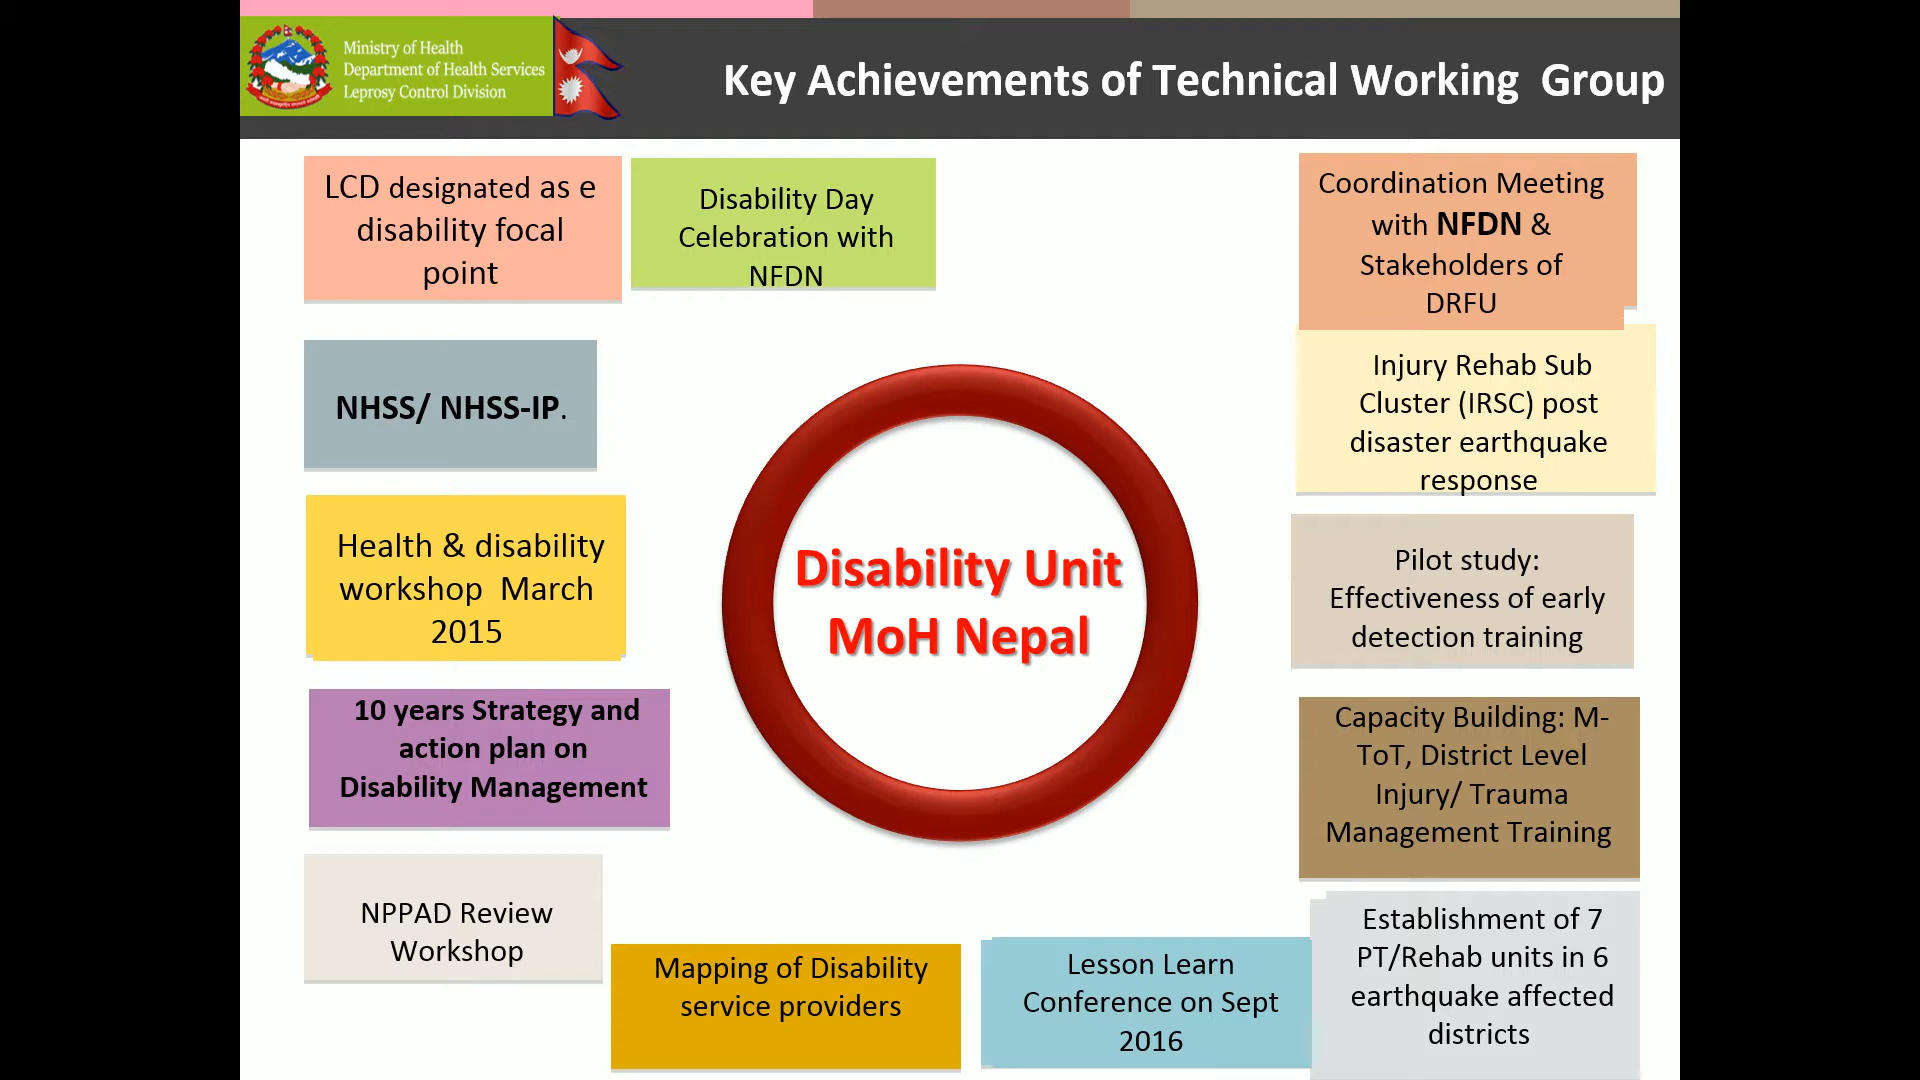 Ministry of Health
Department of Health Services
Leprosy Control Division
Key Achievements of Technical Working Group
LCD designated as e
disability focal
point
Disability Day
Celebration with
NFDN
Coordination Meeting
with NFDN &
Stakeholders of
DRFU
NHSS/ NHSS-IP.
Injury Rehab Sub
Cluster (IRSC) post
disaster earthquake
response
Health & disability
workshop March
2015
Disability Unit
MoH Nepal
Pilot study:
Effectiveness of early
detection training
10 years Strategy and
action plan on
Disability Management
Capacity Building: M-
ToT, District Level
Injury/ Trauma
Management Training
NPPAD Review
Workshop
Mapping of Disability
service providers
Lesson Learn
Conference on Sept
2016
Establishment of 7
PT/Rehab units in 6
earthquake affected
districts